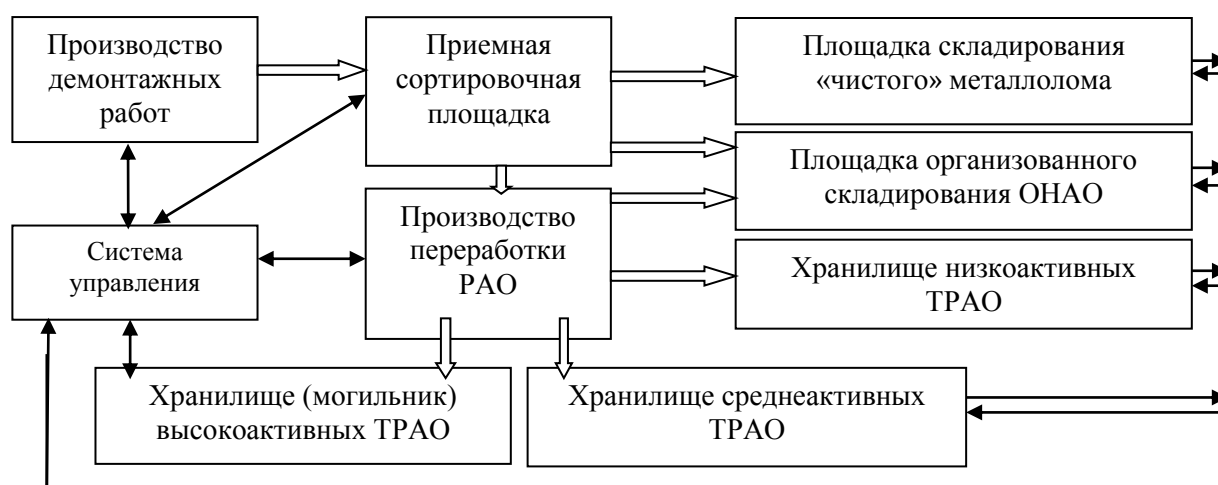 Производство
демонтажных
работ
Приемная
сортировочная
площадка
Площадка складирования
«чистого» металлолома
Площадка организованного
складирования ОНАО
Система
управления
Производство
переработки
РАО
Хранилище низкоактивных
ТРАО
Хранилище (могильник)
высокоактивных ТРАО
Хранилище среднеактивных
ТРАО